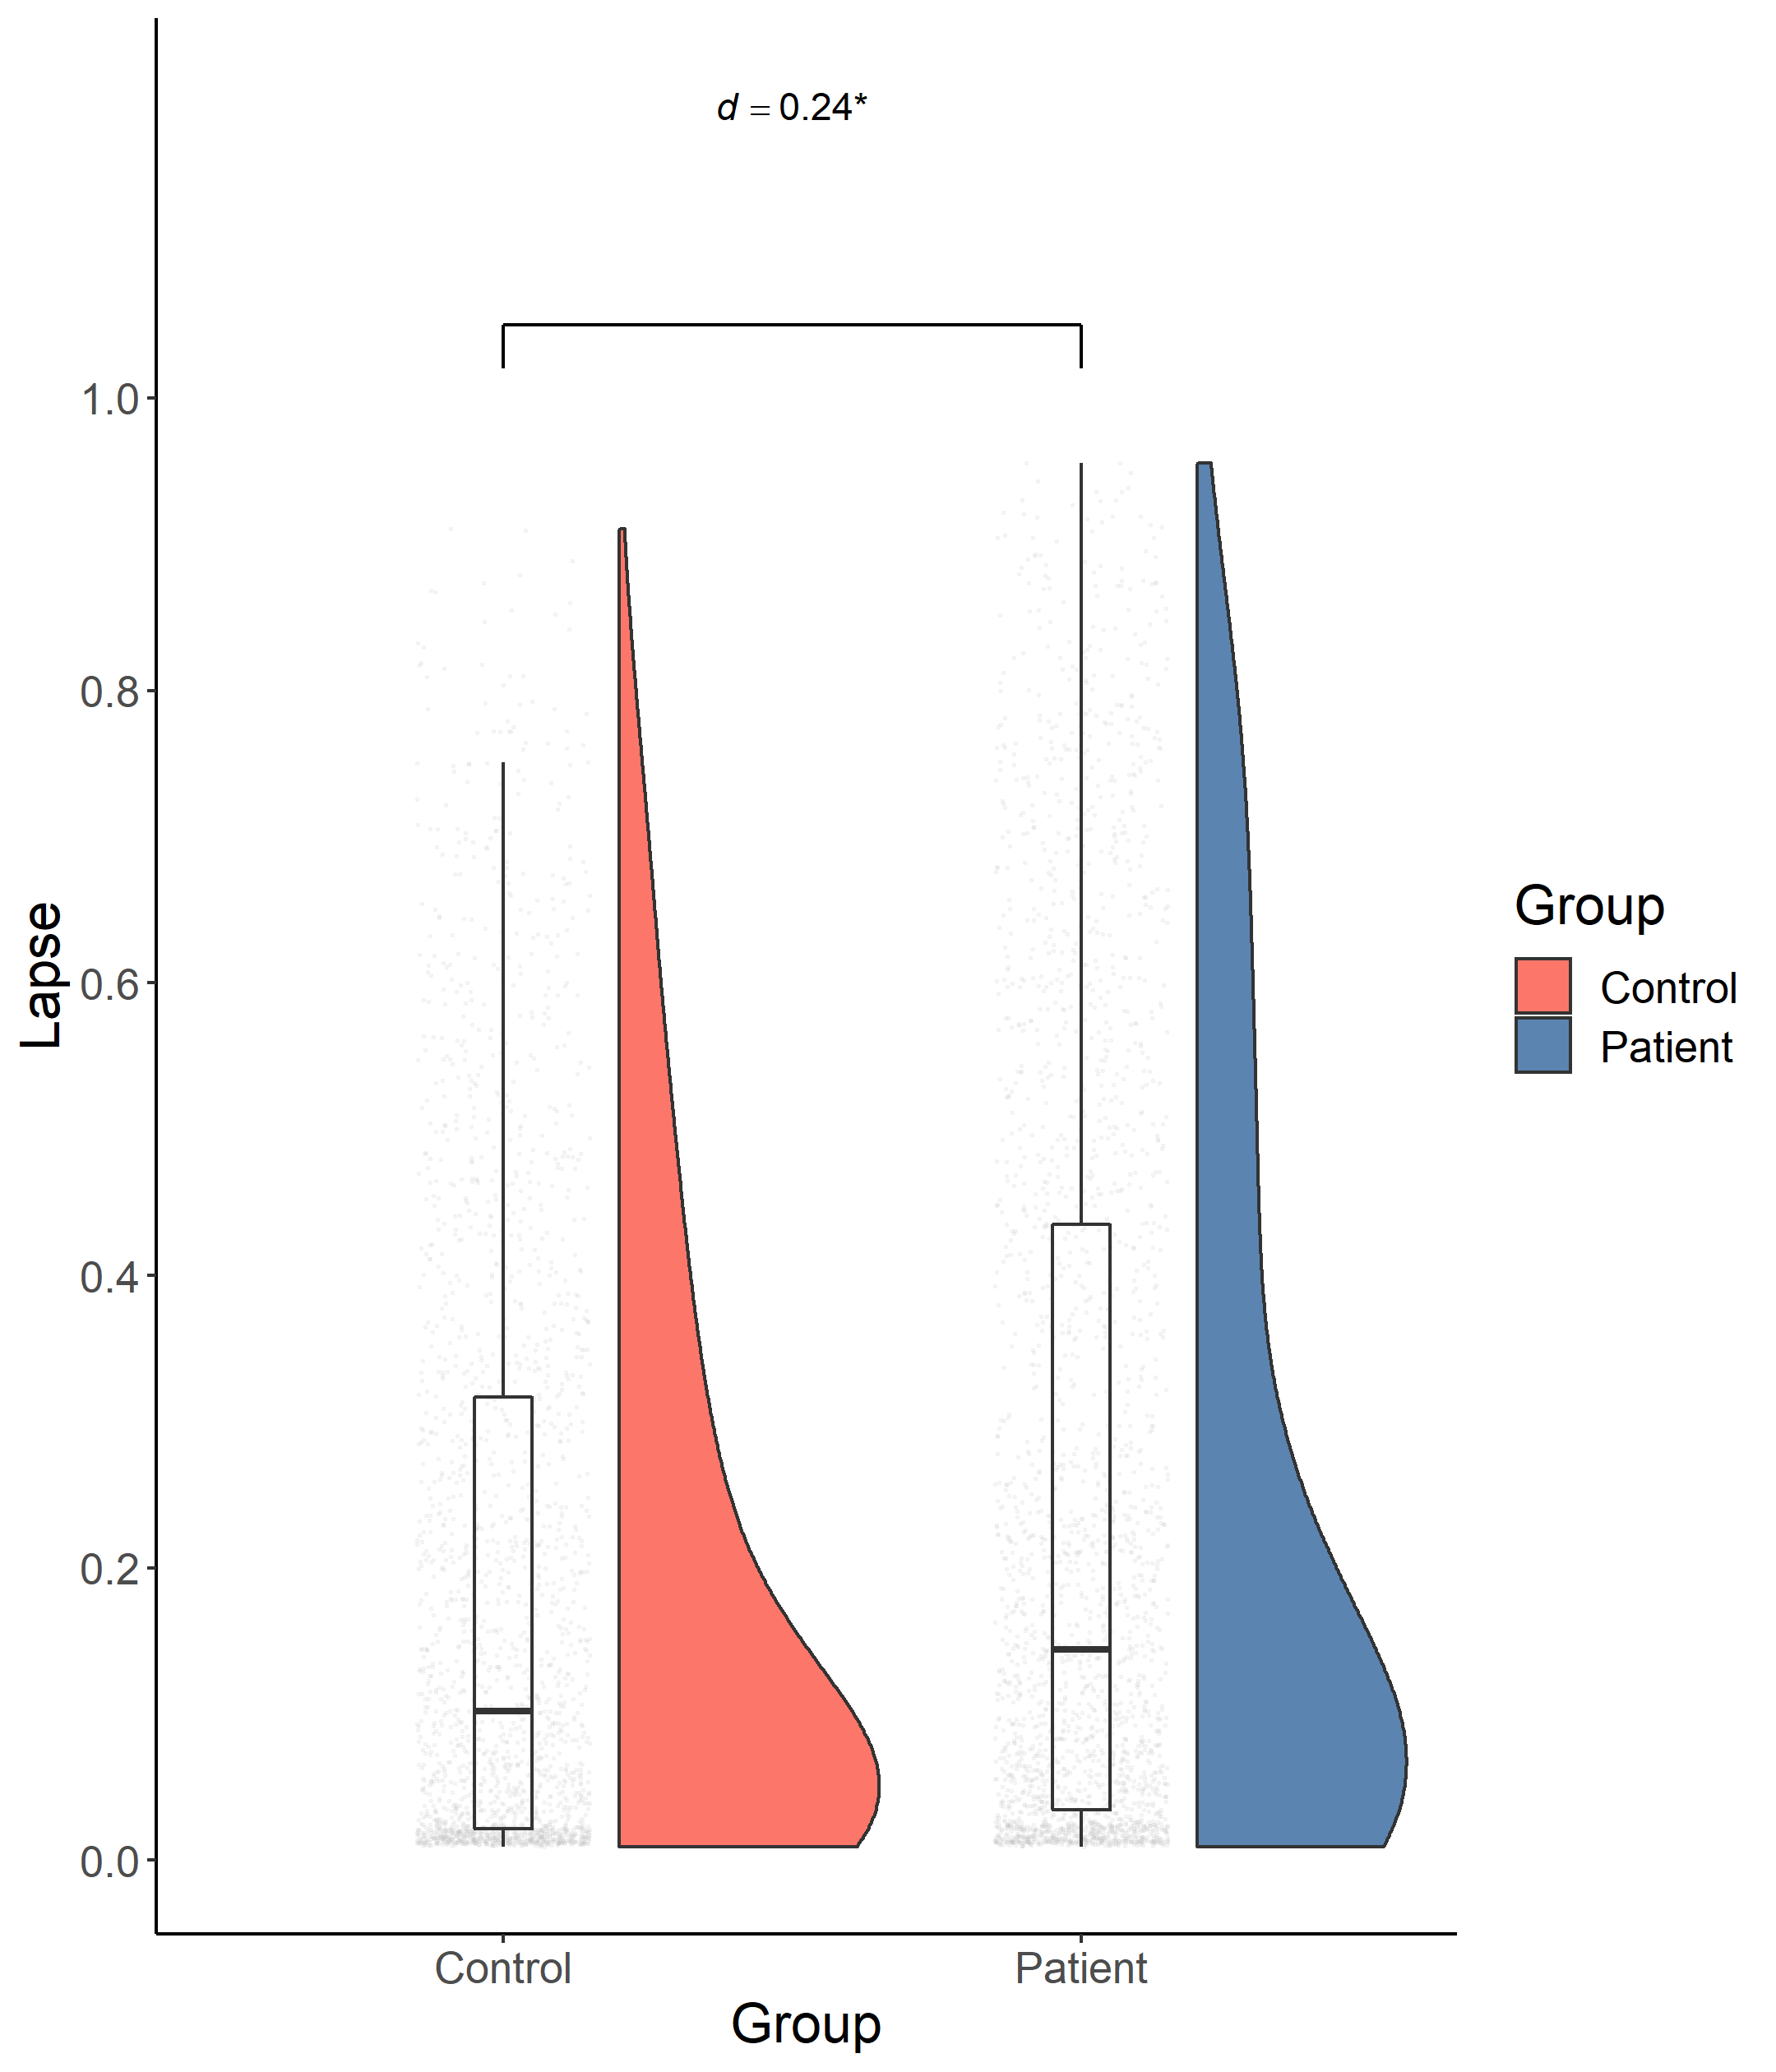 d = 0.24*
1.0
0.8
0.6
0.4
0.2
0.0
Lapse
Control
Patient
Group
Group
Control
Patient